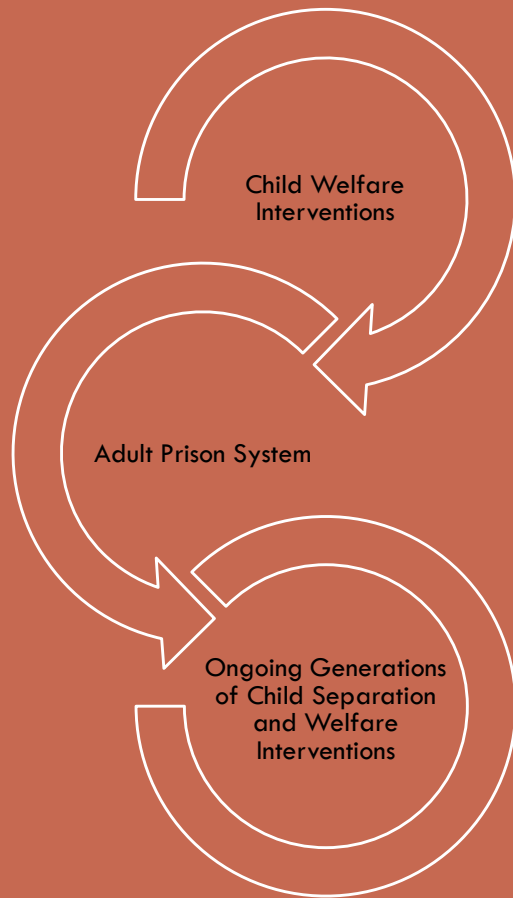 Child Welfare
Interventions
Adult Prison System
Ongoing Generations
of Child Separation
and Welfare
Interventions